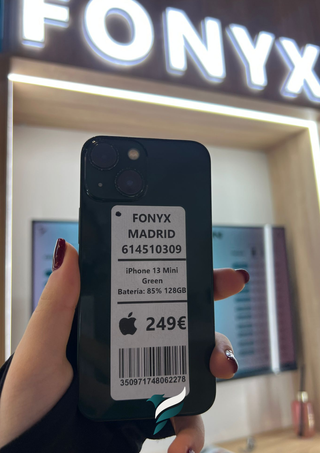 FONYX
FONYX
MADRID
614510309
iPhone 13 Mini
Green
Bateria: 85% 128GB
249€
350971748062278